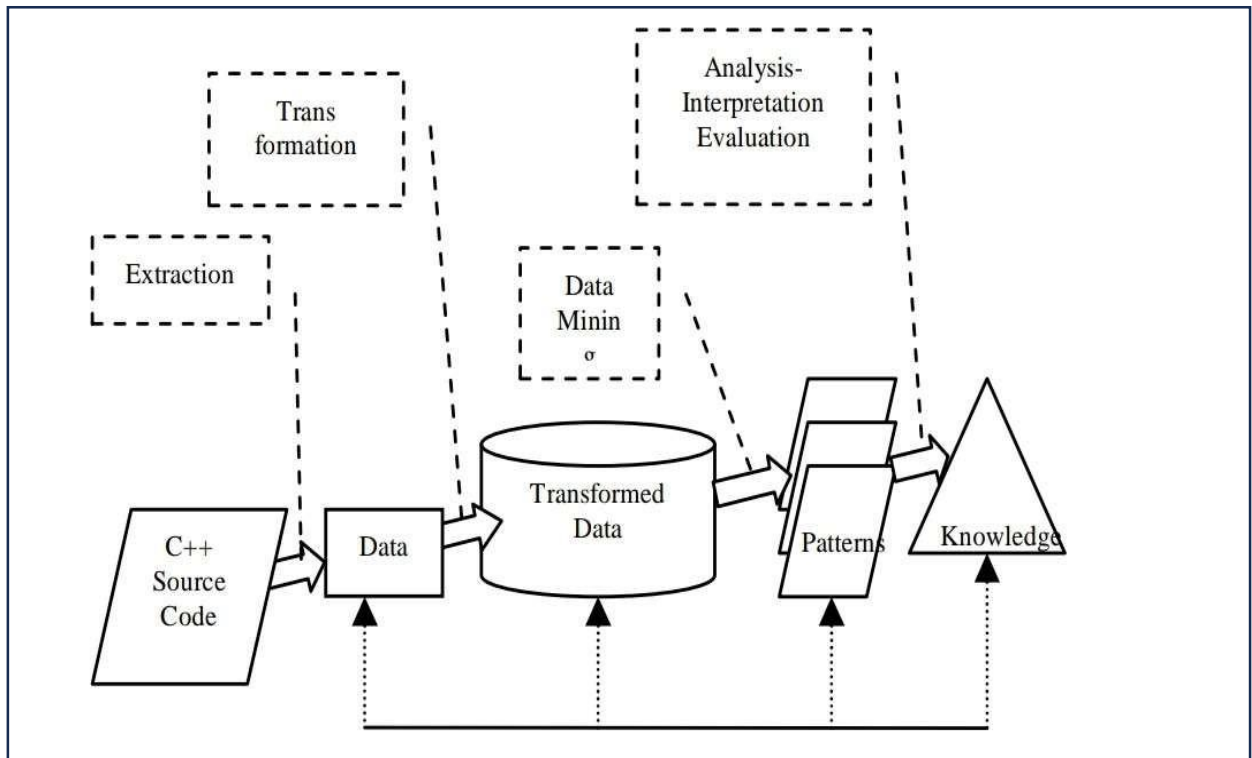 Analysis-
Interpretation
Evaluation
Trans
formation
Extraction
Data
Minin
C++
Source
Code
Data
Transformed
Data
Patterns
Knowledge